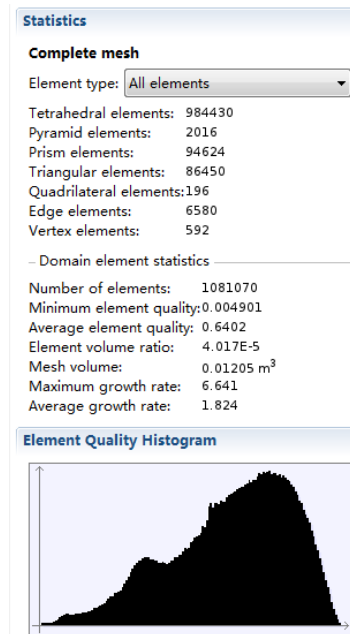 Statistics
Complete mesh
Element type: All elements
Tetrahedral elements: 984430
Pyramid elements: 2016
Prism elements: 94624
Triangular elements: 86450
Quadrilateral elements:196
Edge elements: 6580
Vertex elements: 592
Domain element statistics
Number of elements: 1081070
Minimum element quality:0.004901
Average element quality: 0.6402
Element volume ratio: 4.017E-5
Mesh volume: 0.01205 m³
Maximum growth rate: 6.641
Average growth rate: 1.824
Element Quality Histogram